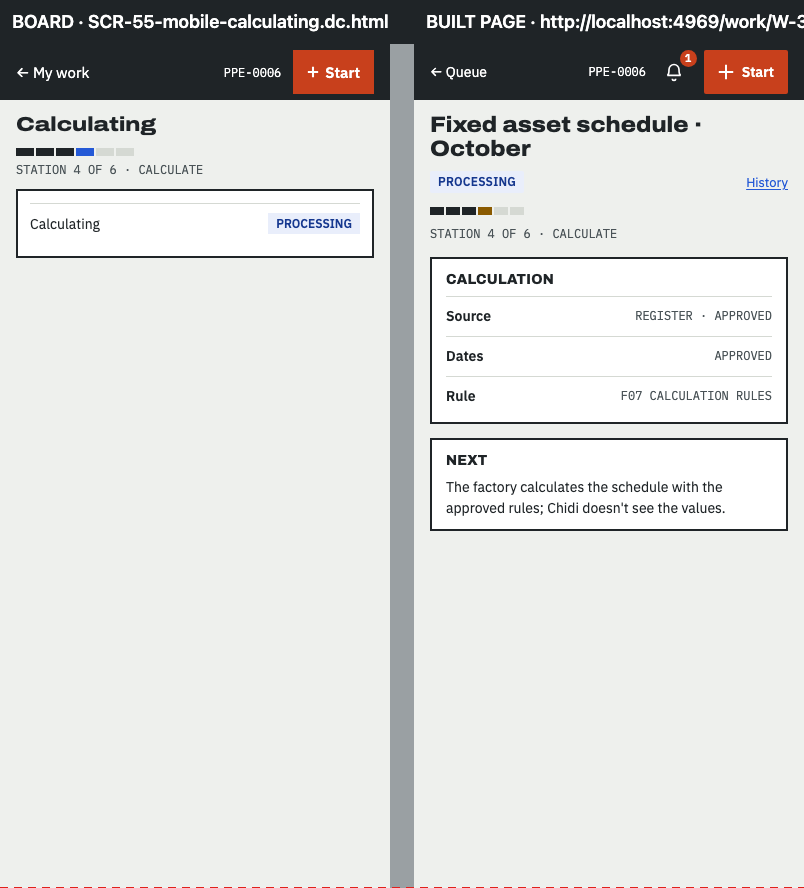 BOARD · SCR-55-mobile-calculating.dc.html
← My work
PPE-0006
+ Start
Calculating
STATION 4 OF 6 · CALCULATE
Calculating
PROCESSING
BUILT PAGE · http://localhost:4969/work/W-3
← Queue
PPE-0006
1
+ Start
Fixed asset schedule ·
October
PROCESSING
History
STATION 4 OF 6 · CALCULATE
CALCULATION
Source
REGISTER · APPROVED
Dates
APPROVED
Rule
F07 CALCULATION RULES
NEXT
The factory calculates the schedule with the
approved rules; Chidi doesn't see the values.